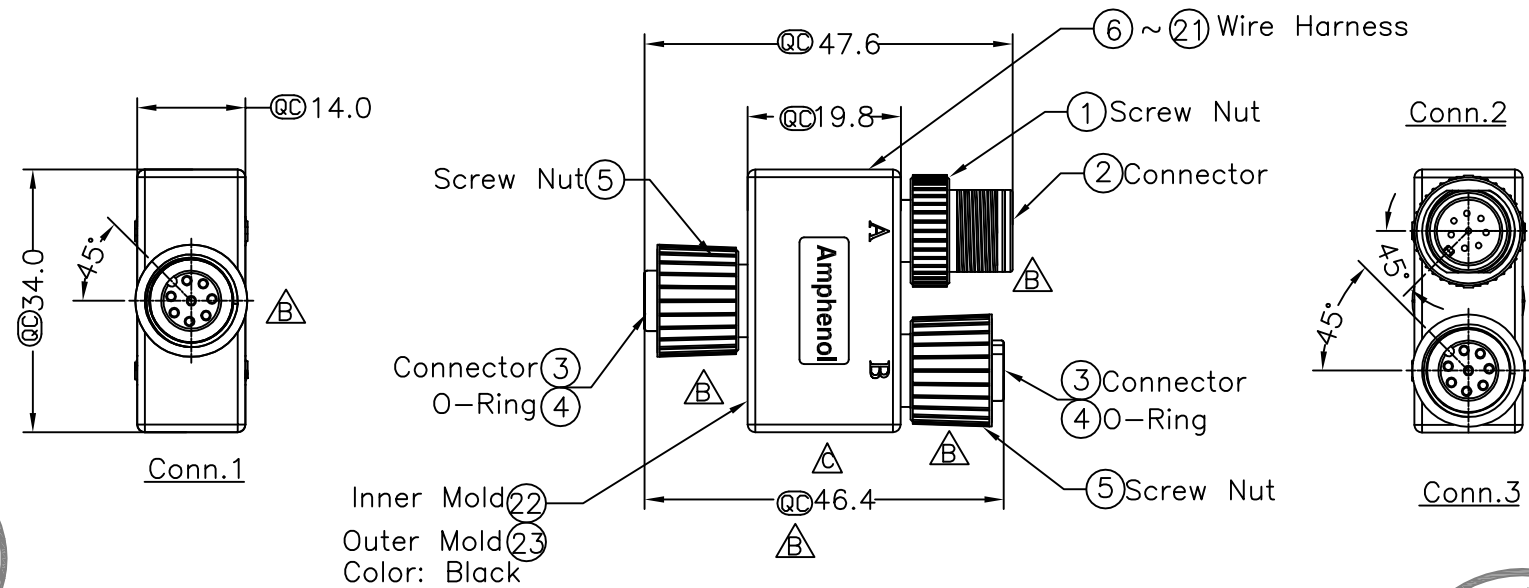 QC 14.0
QC 34.0
45°
B
Conn.1
QC 47.6
QC 19.8
6 ~ 21 Wire Harness
1 Screw Nut
2 Connector
Screw Nut 5
A
Amphenol
B
B
Connector 3
O-Ring 4
B
3 Connector
4 O-Ring
B
C
5 Screw Nut
Inner Mold 22
Outer Mold 23
Color: Black
QC 46.4
B
Conn.2
45°
45°
Conn.3